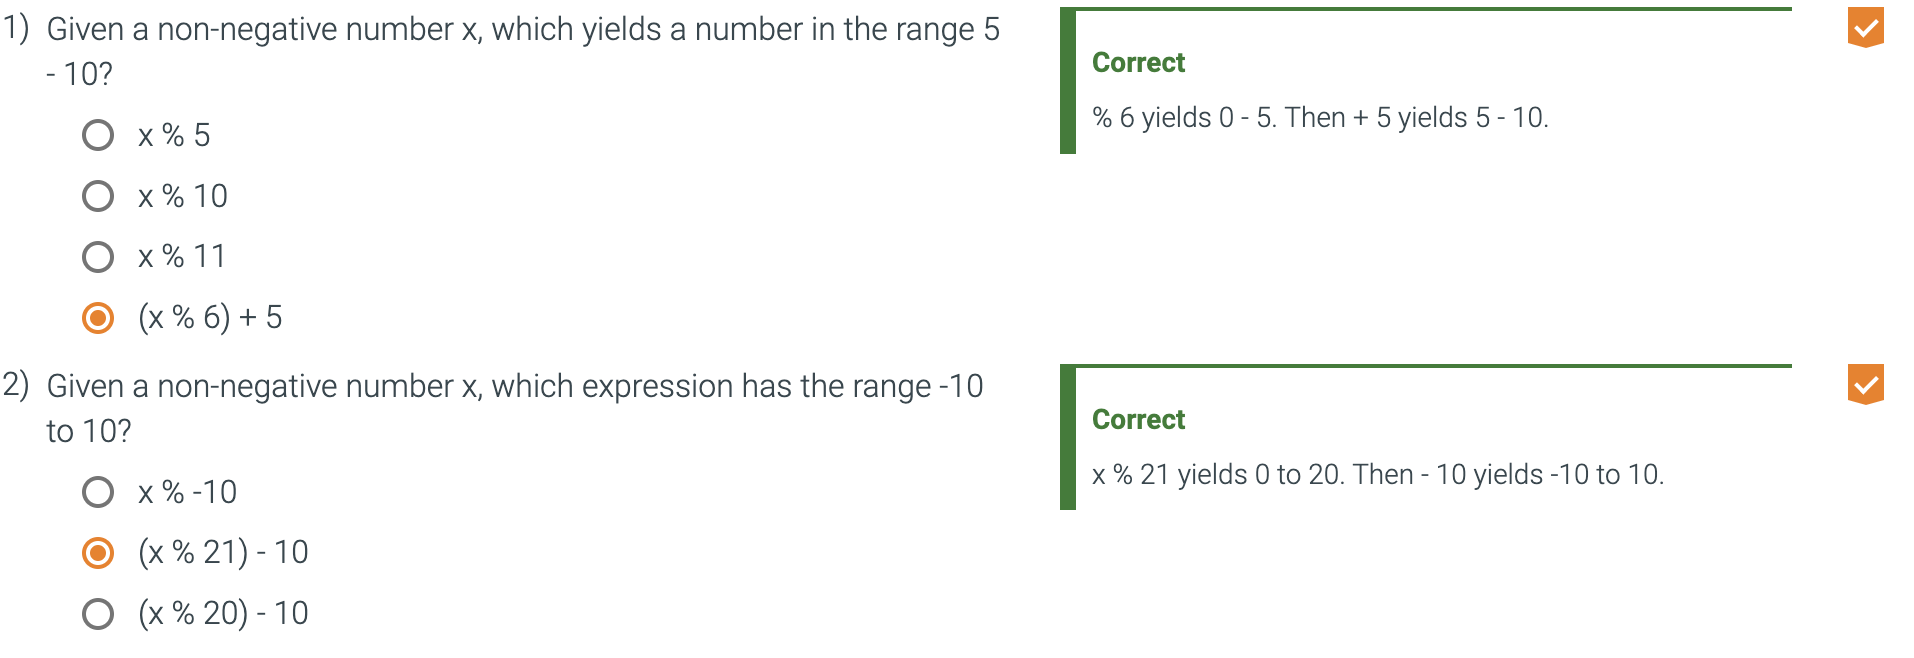 1) Given a non-negative number x, which yields a number in the range 5
- 10?
x % 5
x % 10
x % 11
(x % 6) + 5
Correct
% 6 yields 0 - 5. Then + 5 yields 5 - 10.
2) Given a non-negative number x, which expression has the range -10
to 10?
x % -10
(x % 21) - 10
(x % 20) - 10
Correct
x % 21 yields 0 to 20. Then - 10 yields -10 to 10.